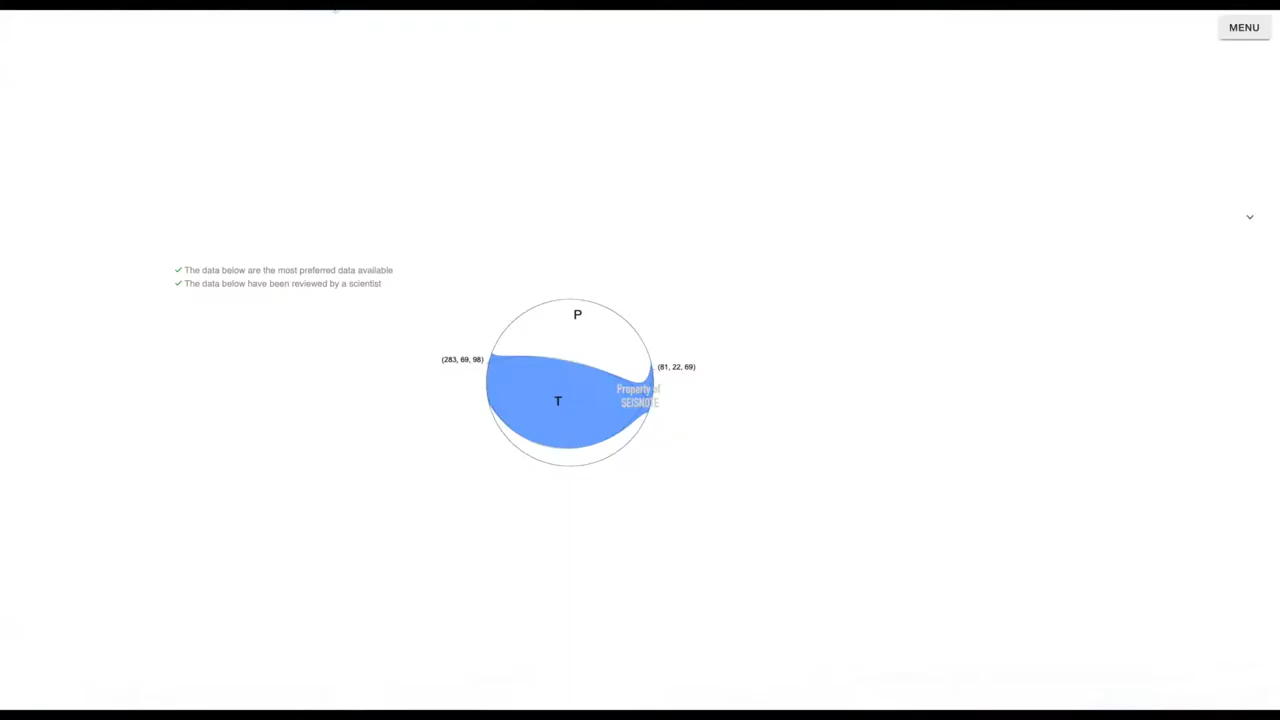 MENU
The data below are the most preferred data available
The data below have been reviewed by a scientist
P
(283, 69, 98)
(81, 22, 69)
Property of
SEISNOTE
T